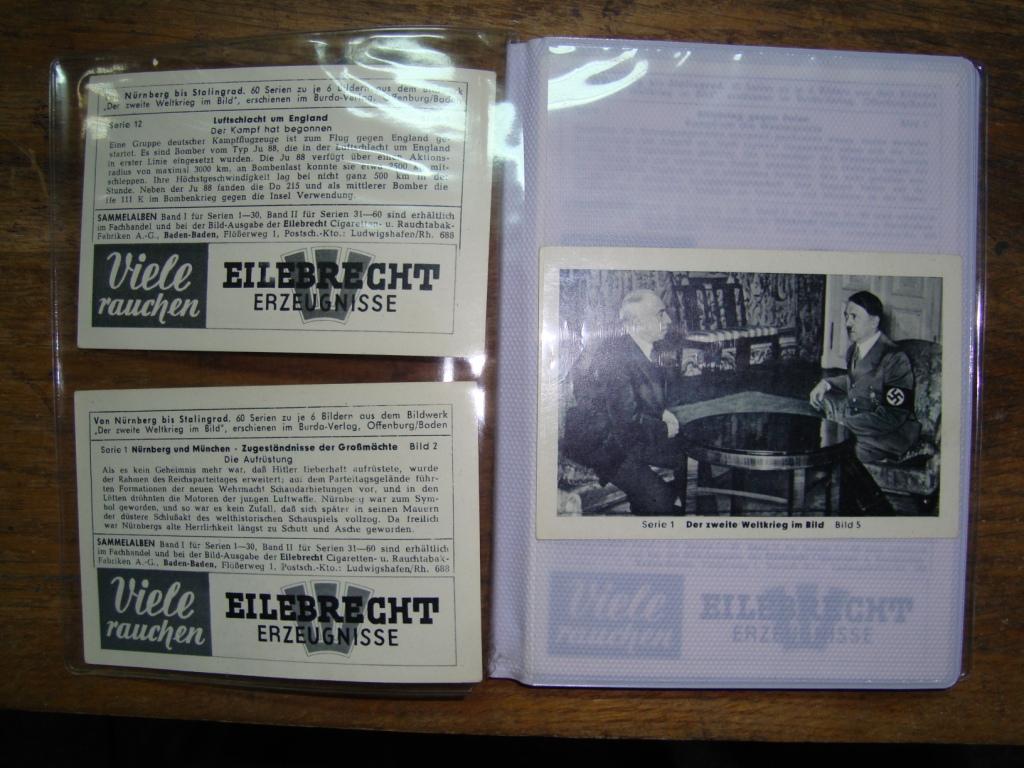 Nürnberg bis Stalingrad. 60 Serien zu je 6 Bildern aus dem
„Der zweite Weltkrieg im Bild", erschienen im Burda-Verlag, Offenburg/Baden
Serie 12 Luftschlacht um England
Der Kampf hat begonnen
Eine Gruppe deutscher Kampfflugzeuge ist zum Flug gegen England ge-
startet. Es sind Bomber vom Typ Ju 88, die in der Luftschlacht um England
in erster Linie eingesetzt wurden. Die Ju 88 verfügt über einen Aktions-
radius von maximal 3000 km, an Bombenlast konnte sie etwa 2500 k mit-
schleppen. Ihre Höchstgeschwindigkeit lag bei nicht ganz 500 km in der
Stunde. Neben der Ju 88 fanden die Do 215 und als mittlerer Bomber die
He 111 K im Bombenkrieg gegen die Insel Verwendung.
SAMMELALBEN Band I für Serien 1—30, Band II für Serien 31—60 sind erhältlich
im Fachhandel und bei der Bild-Ausgabe der Eilebrecht Cigaretten- u. Rauchtabak-
Fabriken A.-G., Baden-Baden, Flößerweg 1, Postsch.-Kto.: Ludwigshafen/Rh. 688
Viele
rauchen
EILEBRECHT
ERZEUGNISSE
Von Nürnberg bis Stalingrad. 60 Serien zu je 6 Bildern aus dem Bildwerk
„Der zweite Weltkrieg im Bild", erschienen im Burda-Verlag, Offenburg/Baden
Serie 1 Nürnberg und München - Zugeständnisse der Großmächte Bild 2
Die Aufrüstung
Als es kein Geheimnis mehr war, daß Hitler fieberhaft aufrüstete, wurde
der Rahmen des Reichsparteitages erweitert; auf dem Parteitagsgelände führ-
ten Formationen der neuen Wehrmacht Schaudarbietungen vor, und in den
Lüften dröhnten die Motoren der jungen Luftwaffe. Nürnberg war zum Sym-
bol geworden, und so war es kein Zufall, daß sich später in seinen Mauern
der düstere Schlußakt des welthistorischen Schauspiels vollzog. Da freilich
war Nürnbergs alte Herrlichkeit längst zu Schutt und Asche geworden.
SAMMELALBEN Band I für Serien 1—30, Band II für Serien 31—60 sind erhältlich
im Fachhandel und bei der Bild-Ausgabe der Eilebrecht Cigaretten- u. Rauchtabak-
Fabriken A.-G., Baden-Baden, Flößerweg 1, Postsch.-Kto.: Ludwigshafen/Rh. 688
Viele
rauchen
EILEBRECHT
ERZEUGNISSE
Serie 1 Der zweite Weltkrieg im Bild Bild 5
Viele
rauchen
EILEBRECHT
ERZEUGNISSE